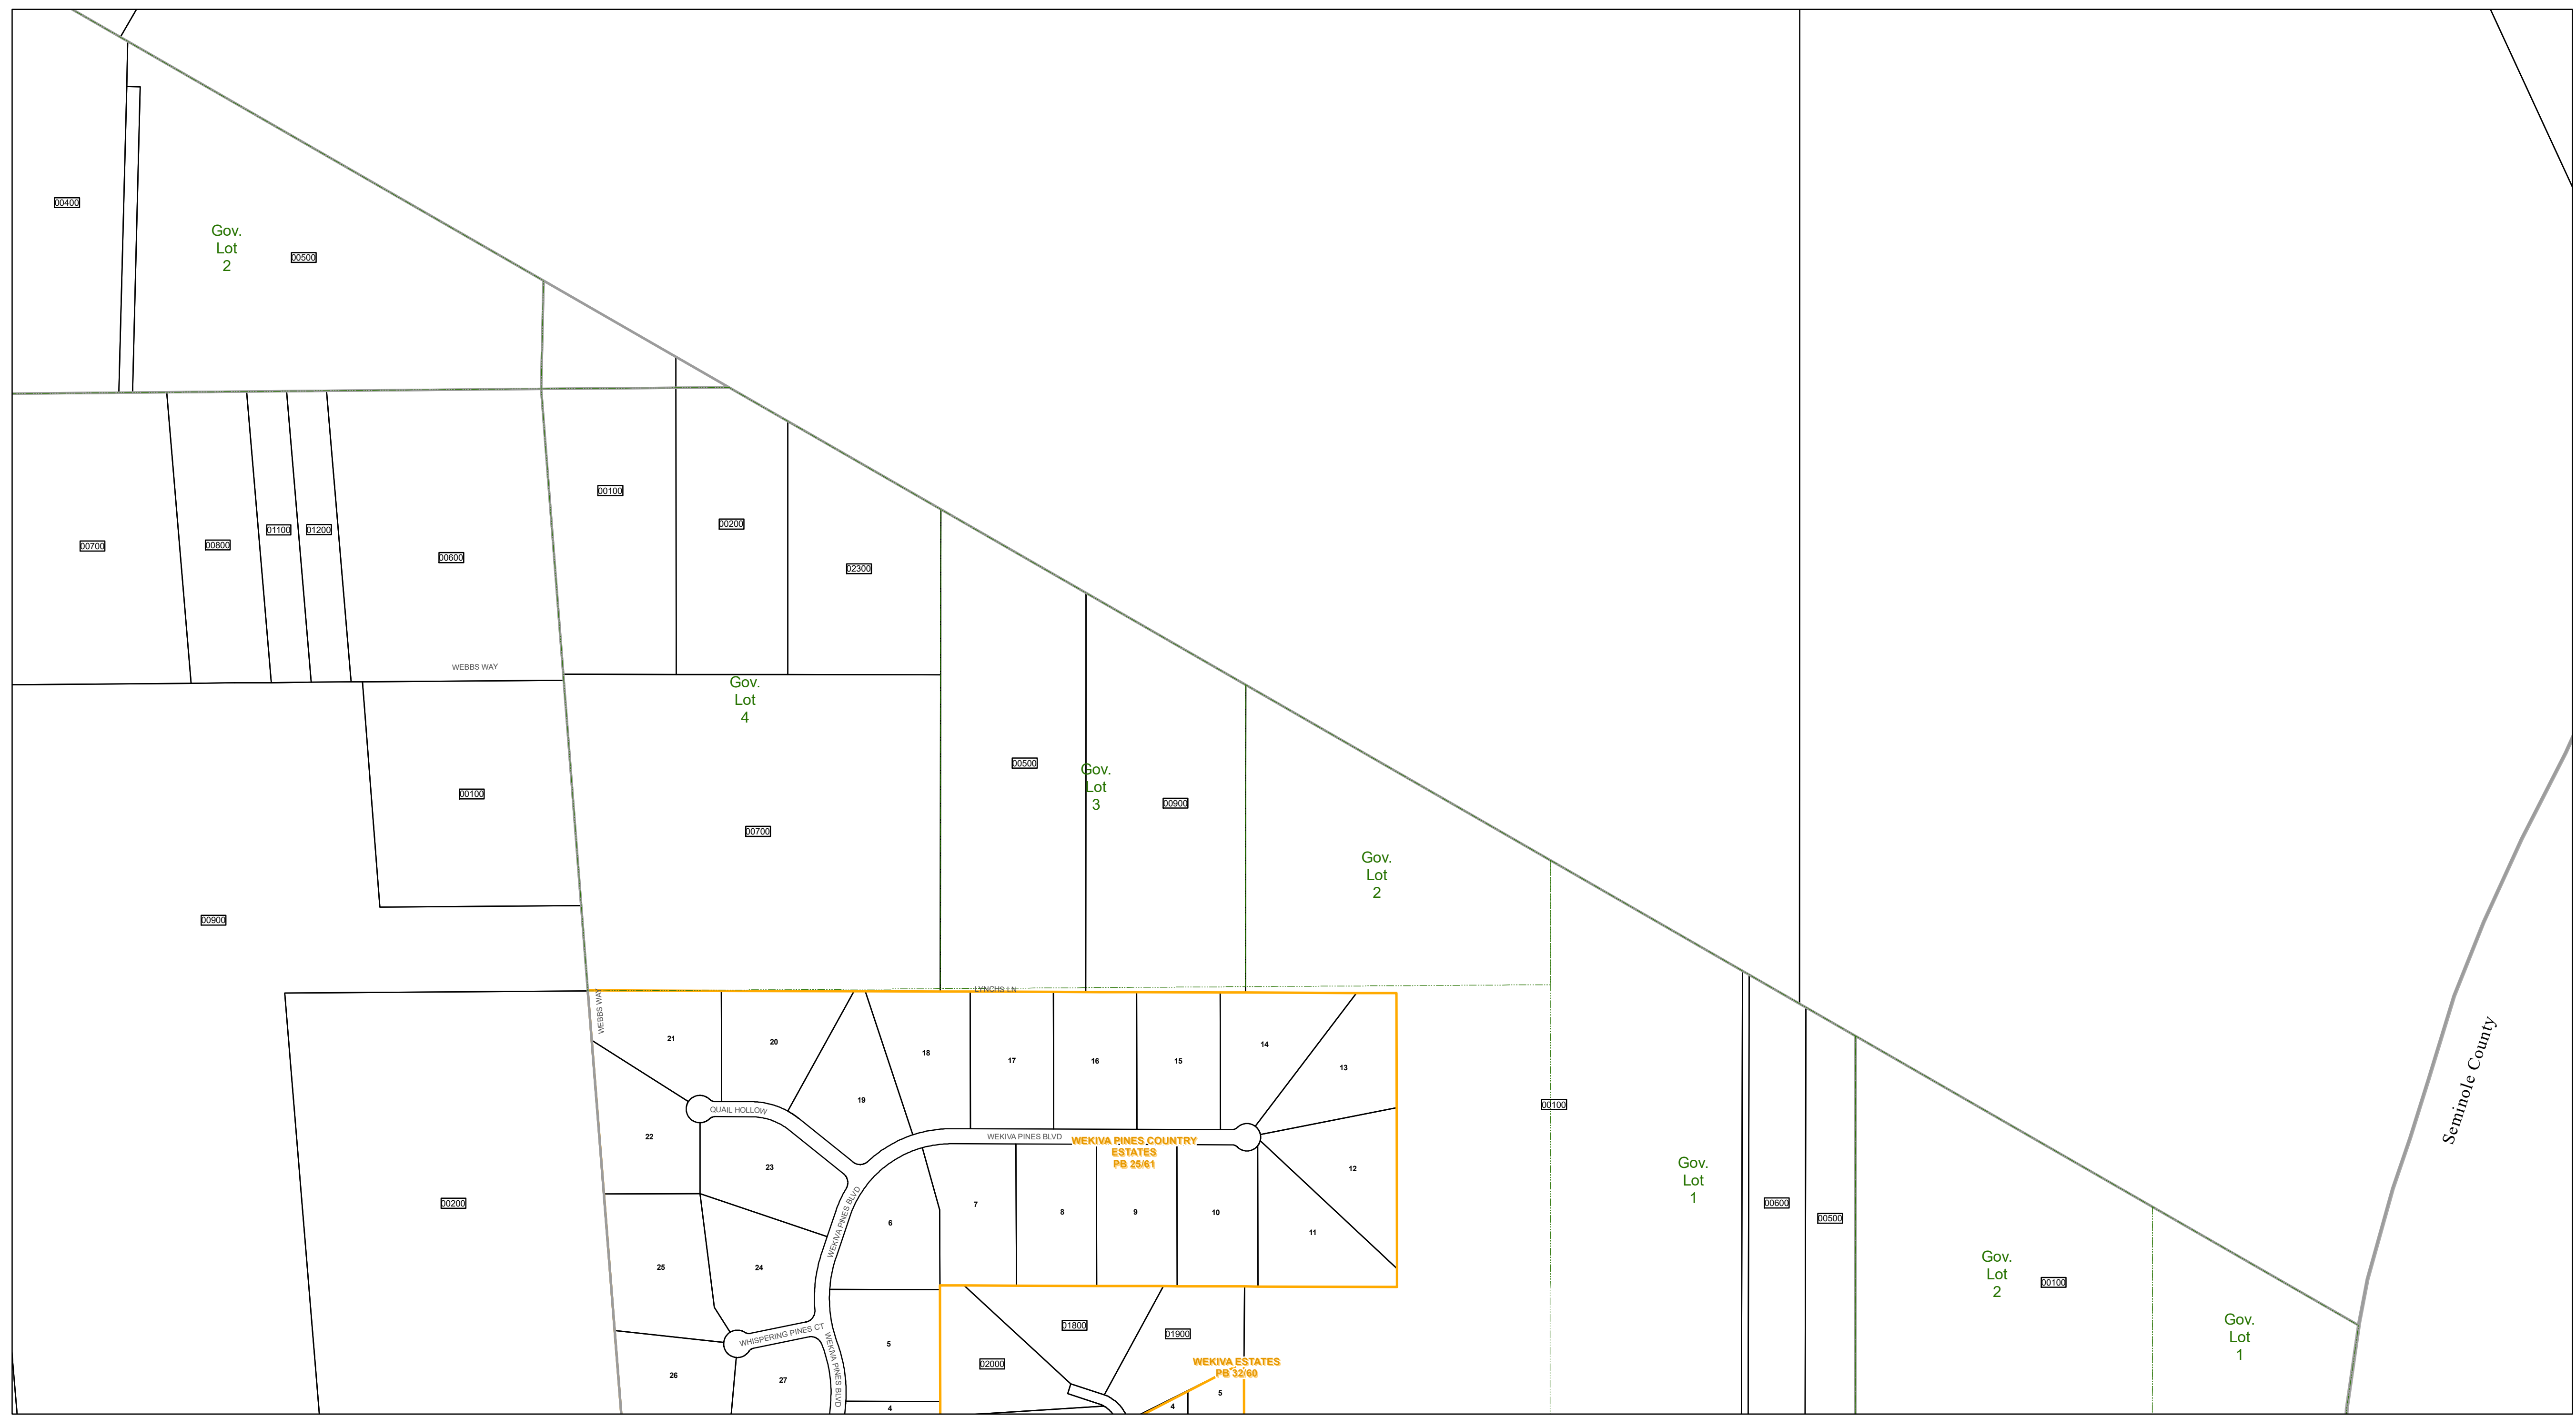 00400
Gov.
Lot
2
00500
00100
00200
01100
01200
00700
00800
00600
02300
WEBBS WAY
Gov.
Lot
4
00500
Gov.
Lot
3
00100
00900
00700
Gov.
Lot
2
00900
LYNCHS LN
WEBBS WAY
21
20
18
17
16
15
14
13
19
00100
QUAIL HOLLOW
22
WEKIVA PINES BLVD
WEKIVA PINES COUNTRY
ESTATES
PB 25/61
Seminole County
23
12
Gov.
Lot
1
00200
00600
7
8
9
10
00500
WEKIVA PINES BLVD
6
11
25
24
Gov.
Lot
2
00100
01800
01900
WHISPERING PINES CT
WEKIVA PINES BLVD
5
Gov.
Lot
1
02000
WEKIVA ESTATES
PB 32/60
26
27
5
4
4